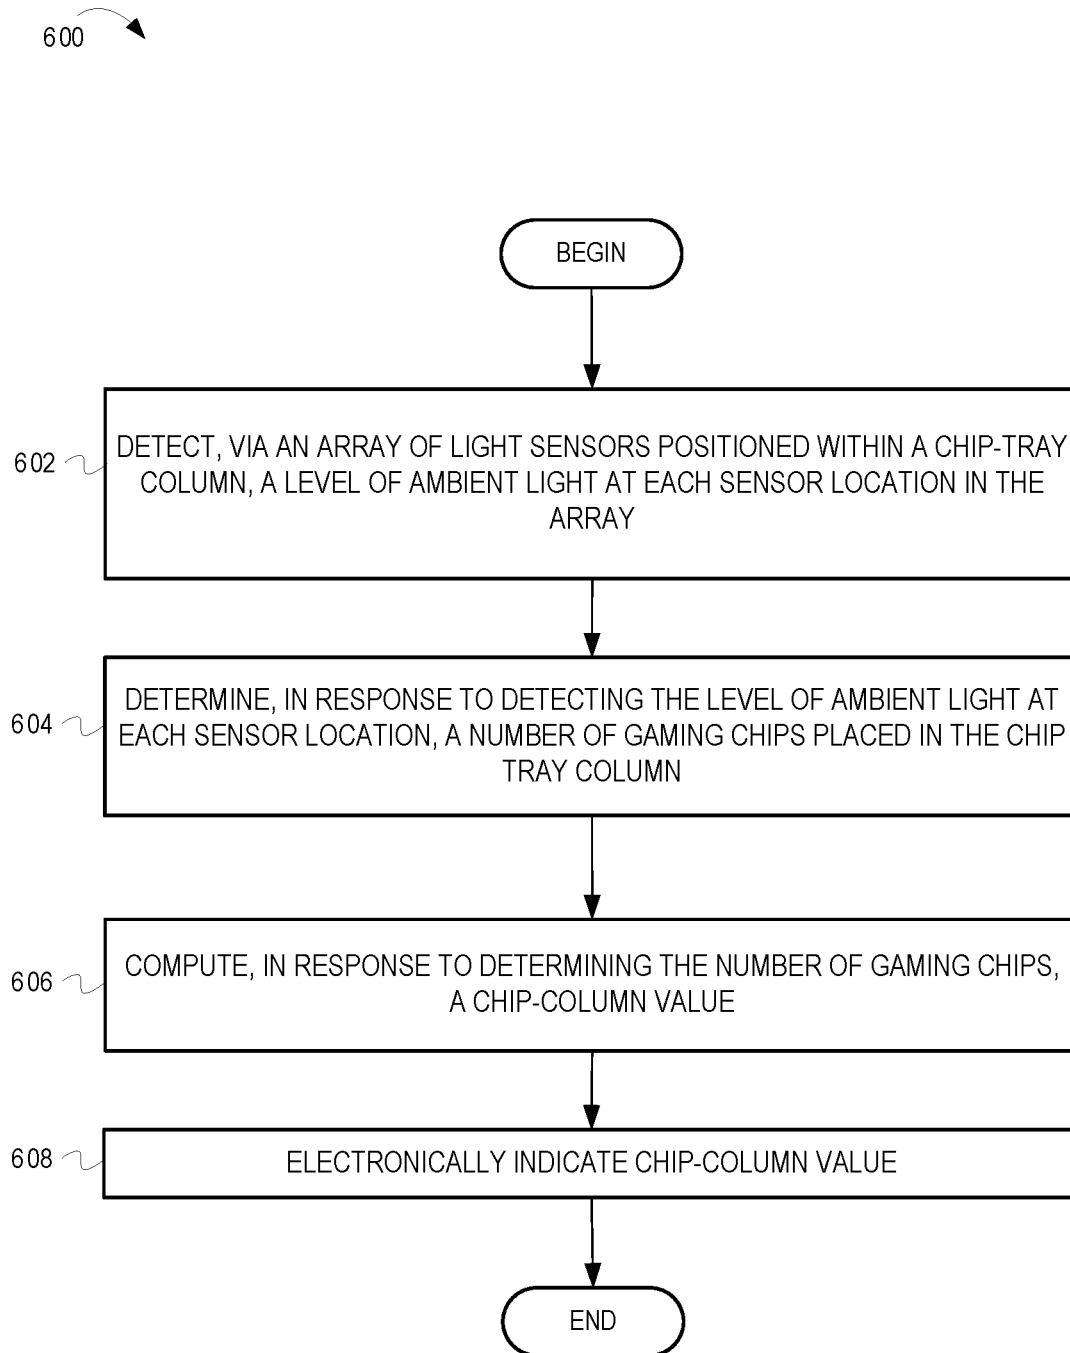 600
BEGIN
602
DETECT, VIA AN ARRAY OF LIGHT SENSORS POSITIONED WITHIN A CHIP-TRAY
COLUMN, A LEVEL OF AMBIENT LIGHT AT EACH SENSOR LOCATION IN THE
ARRAY
604
DETERMINE, IN RESPONSE TO DETECTING THE LEVEL OF AMBIENT LIGHT AT
EACH SENSOR LOCATION, A NUMBER OF GAMING CHIPS PLACED IN THE CHIP
TRAY COLUMN
606
COMPUTE, IN RESPONSE TO DETERMINING THE NUMBER OF GAMING CHIPS,
A CHIP-COLUMN VALUE
608
ELECTRONICALLY INDICATE CHIP-COLUMN VALUE
END